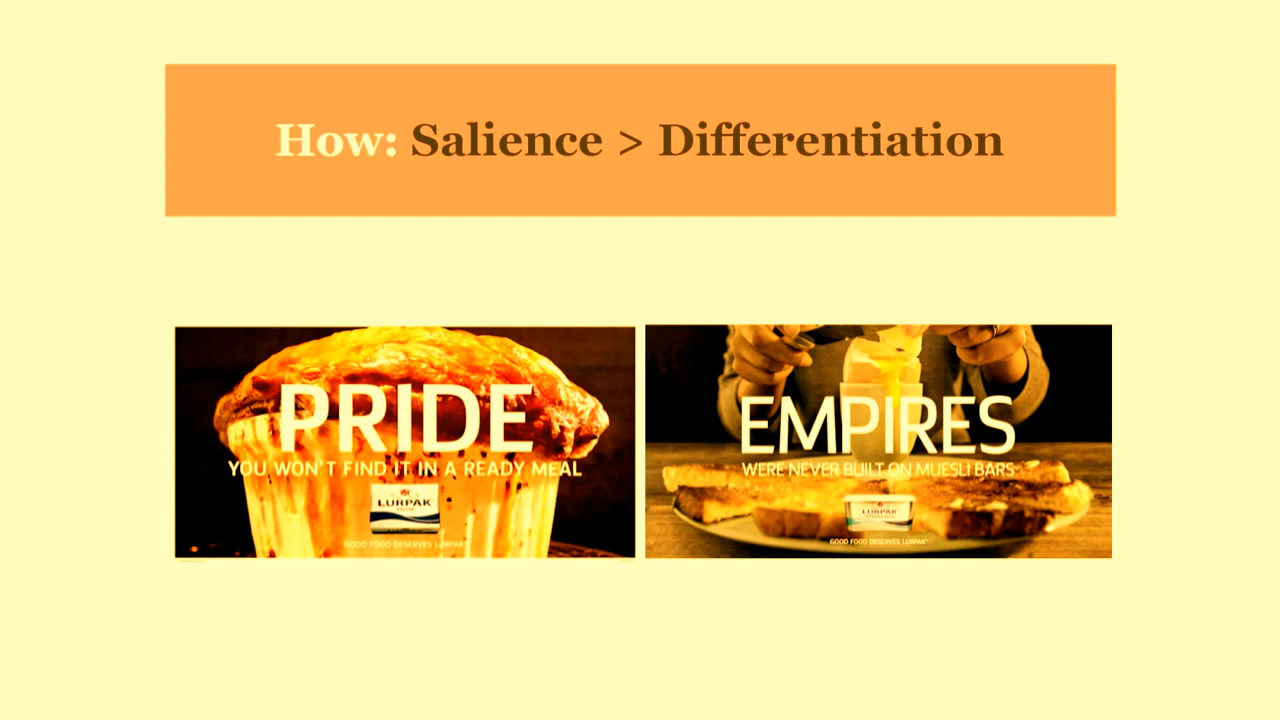 How: Salience > Differentiation
PRIDE
YOU WON'T FIND IT IN A READY MEAL
LURPAK
GOOD FOOD DESERVES LURPAK
EMPIRES
WERE NEVER BUILT ON MUESLI BARS
LURPAK
GOOD FOOD DESERVES LURPAK